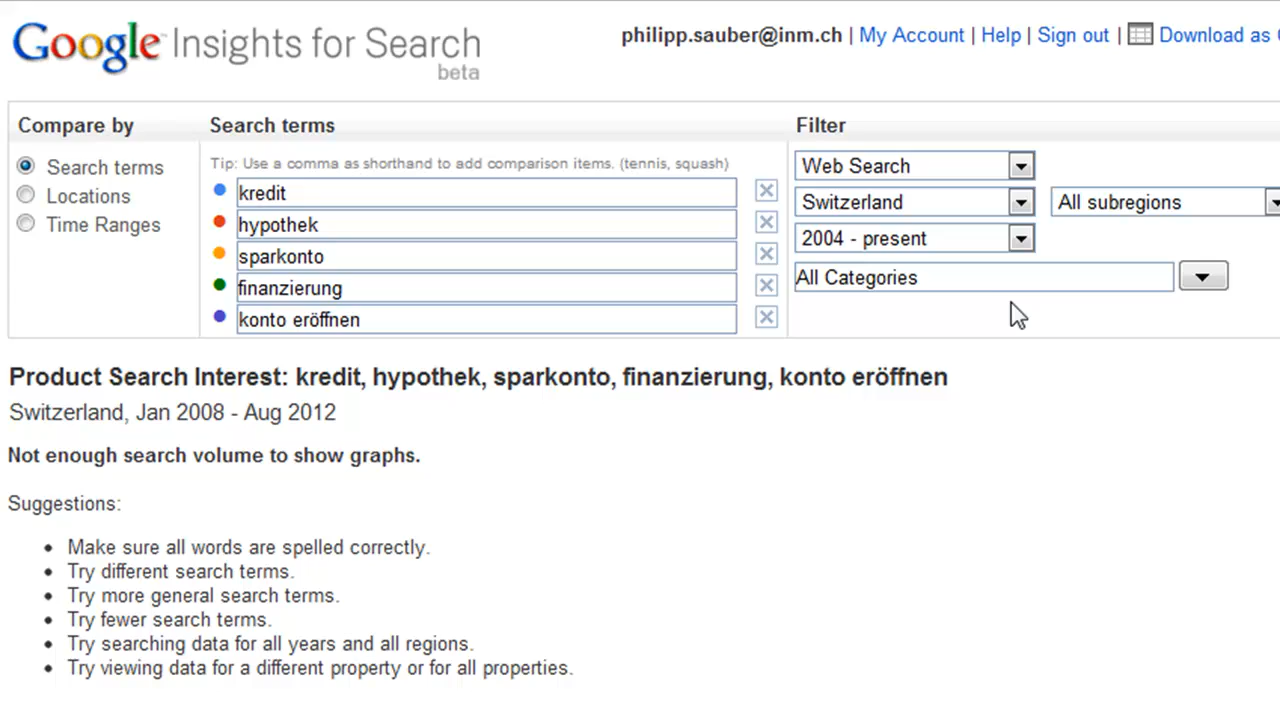 Google Insights for Search
beta
philipp.sauber@inm.ch | My Account | Help | Sign out | Download as
Compare by
Search terms
Filter
Search terms
Locations
Time Ranges
Tip: Use a comma as shorthand to add comparison items. (tennis, squash)
kredit
hypothek
sparkonto
finanzierung
konto eröffnen
Web Search
Switzerland
All subregions
2004 - present
All Categories
Product Search Interest: kredit, hypothek, sparkonto, finanzierung, konto eröffnen
Switzerland, Jan 2008 - Aug 2012
Not enough search volume to show graphs.
Suggestions:
Make sure all words are spelled correctly.
Try different search terms.
Try more general search terms.
Try fewer search terms.
Try searching data for all years and all regions.
Try viewing data for a different property or for all properties.